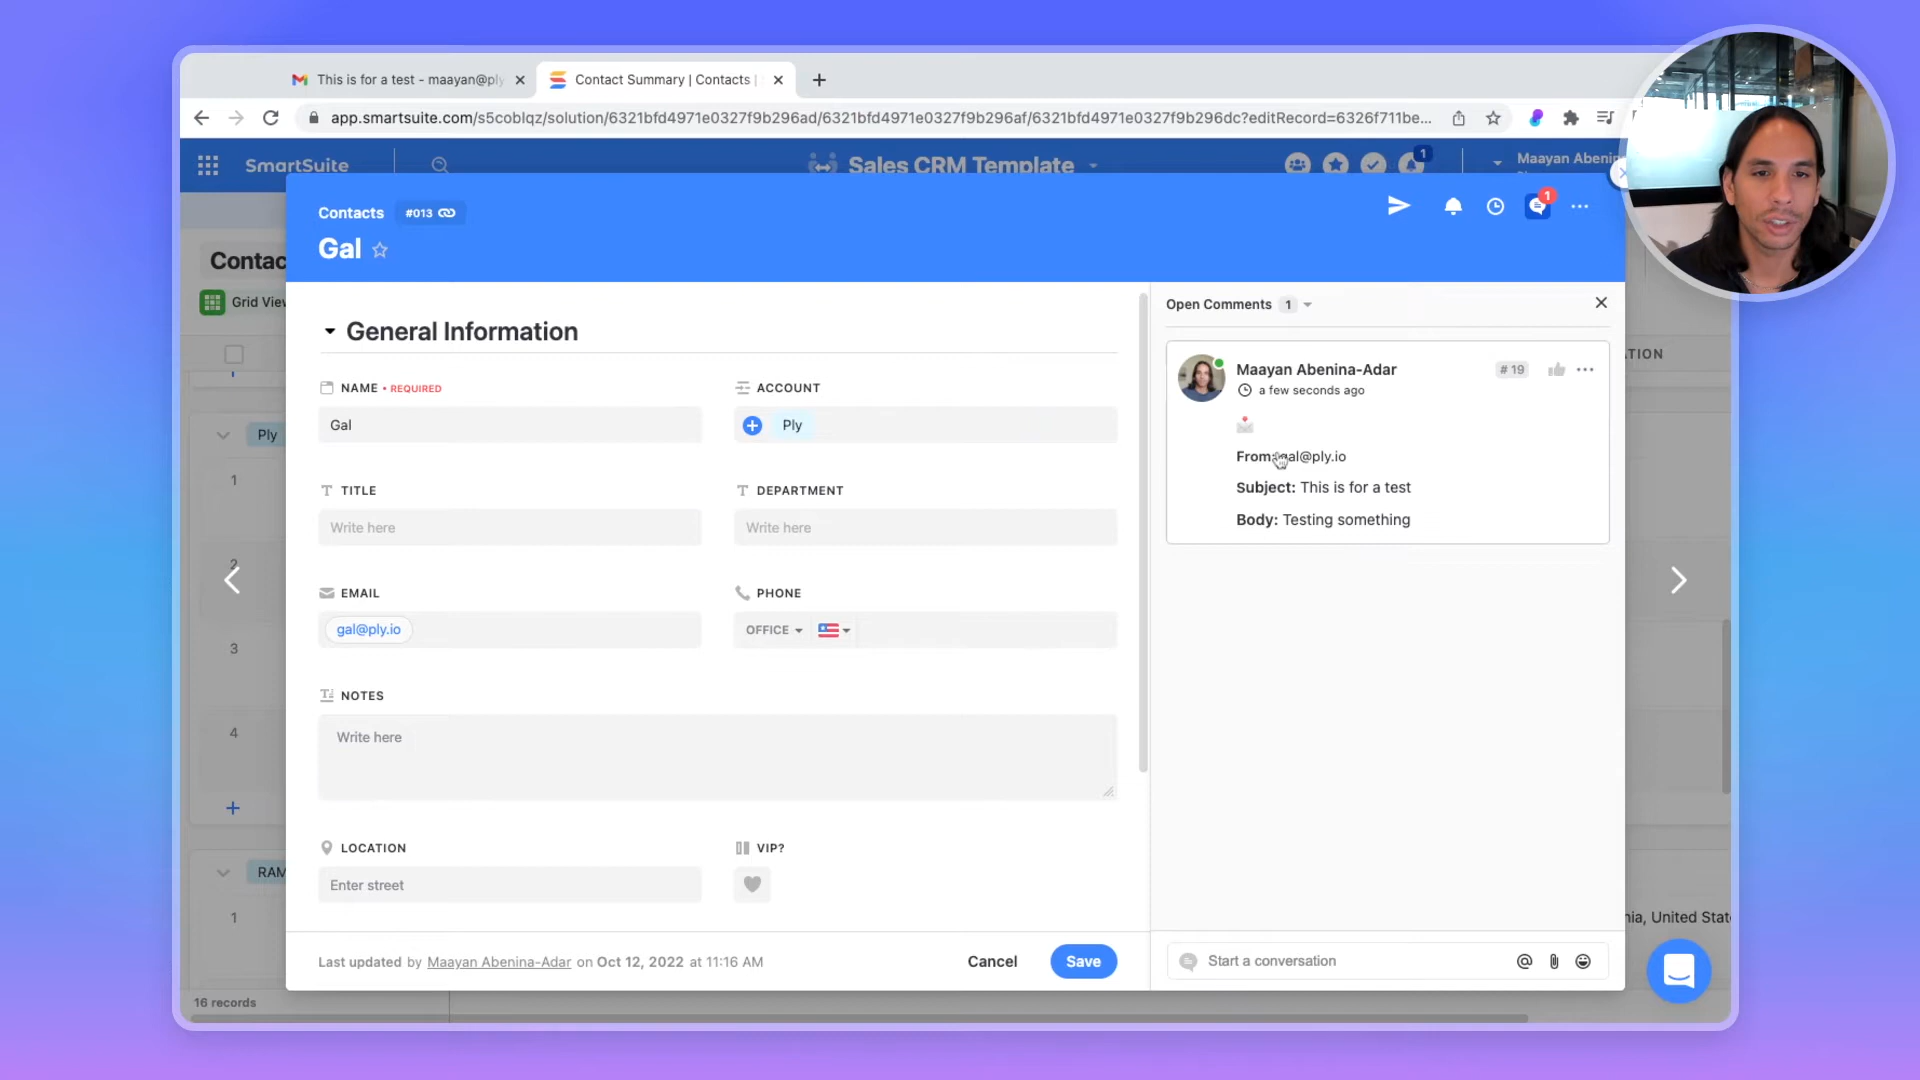 This is for a test - maayan@ply
Contact Summary | Contacts |
app.smartsuite.com/s5coblqz/solution/6321bfd4971e0327f9b296ad/6321bfd4971e0327f9b296af/6321bfd4971e0327f9b296dc?editRecord=6326f711be...
SmartSuite
Sales CRM Template
1
Maayan Abenin
Contacts
#013
1
Gal
Contac
Grid Vie
Open Comments 1
General Information
ATION
NAME • REQUIRED
ACCOUNT
Maayan Abenina-Adar
# 19
a few seconds ago
Gal
Ply
Ply
From: gal@ply.io
1
TITLE
DEPARTMENT
Subject: This is for a test
Write here
Write here
Body: Testing something
2
EMAIL
PHONE
gal@ply.io
OFFICE
3
NOTES
4
Write here
LOCATION
VIP?
RAM
Enter street
1
nia, United Stat
Last updated by Maayan Abenina-Adar on Oct 12, 2022 at 11:16 AM
Cancel
Save
Start a conversation
16 records